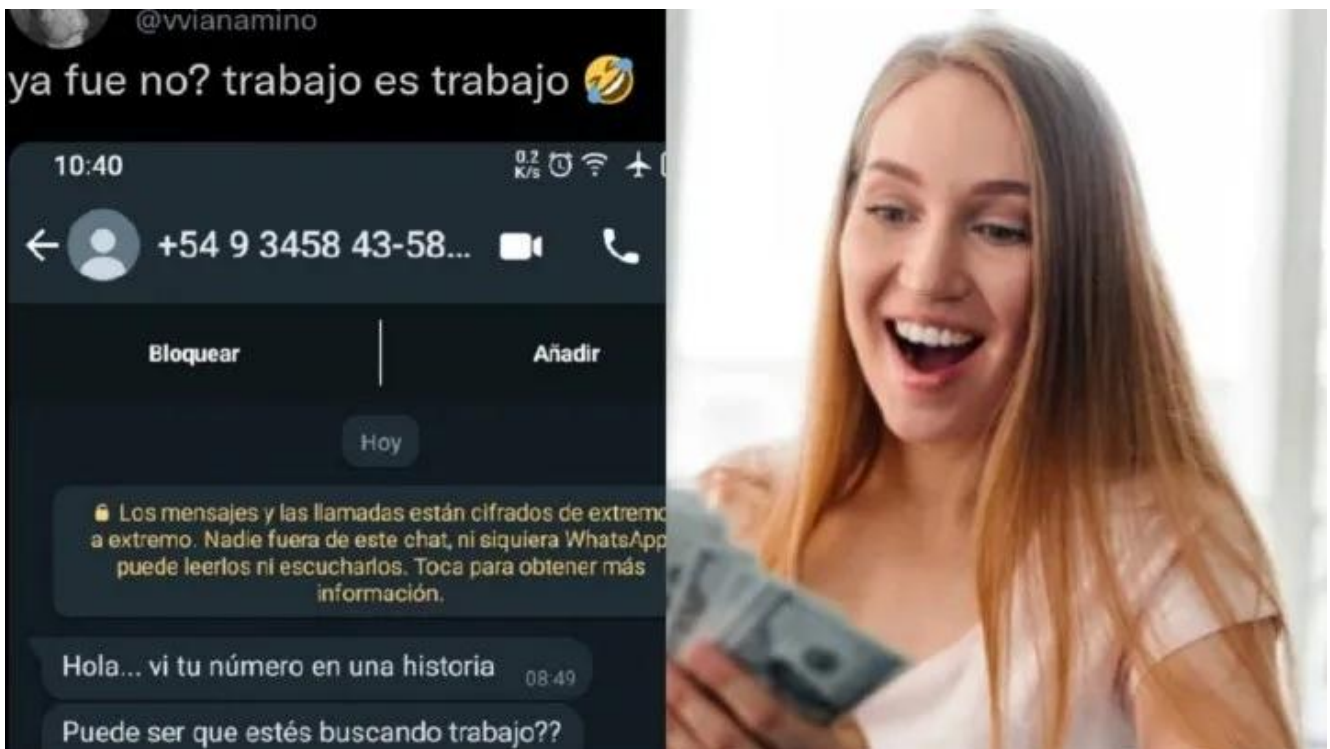 @vvianamino
ya fue no? trabajo es trabajo 🤣
10:40
0.2
K/s
+54 9 3458 43-58...
Bloquear
Añadir
Hoy
Los mensajes y las llamadas están cifrados de extremo
a extremo. Nadie fuera de este chat, ni siquiera WhatsApp
puede leerlos ni escucharlos. Toca para obtener más
información.
Hola... vi tu número en una historia
08:49
Puede ser que estés buscando trabajo??